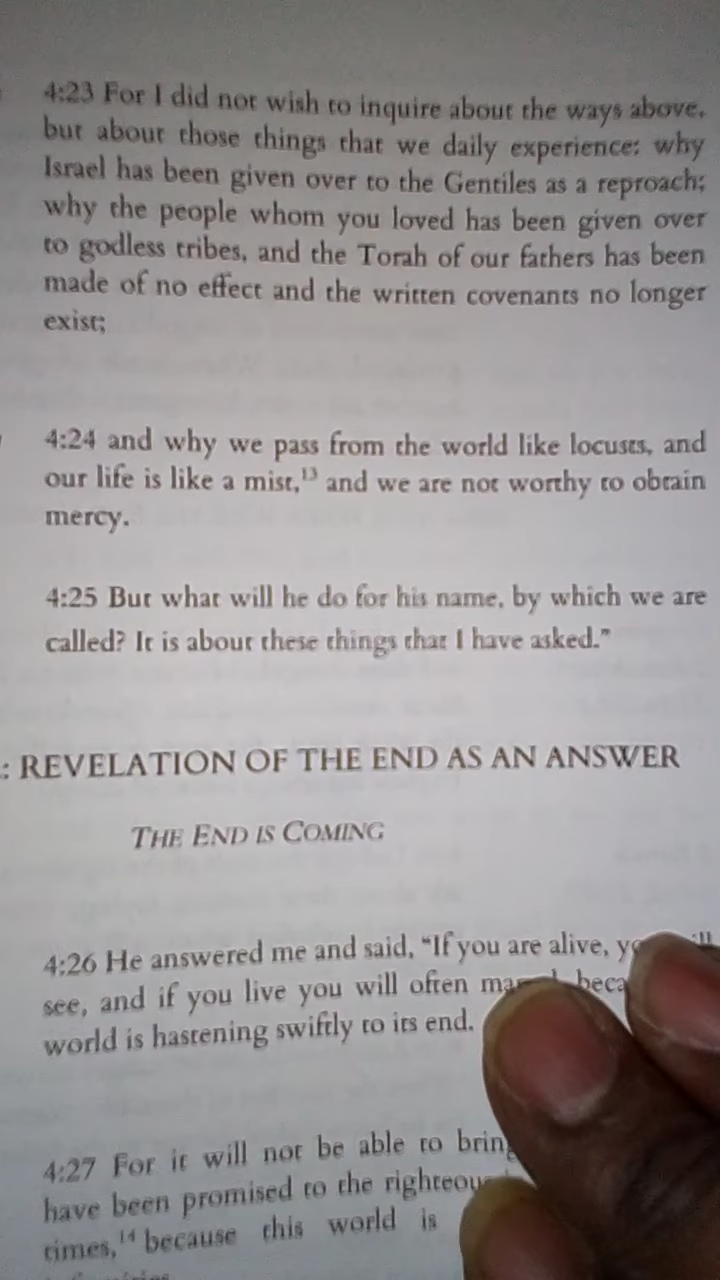 4:23 For I did not wish to inquire about the ways above,
but about those things that we daily experience: why
Israel has been given over to the Gentiles as a reproach;
why the people whom you loved has been given over
to godless tribes, and the Torah of our fathers has been
made of no effect and the written covenants no longer
exist;
4:24 and why we pass from the world like locusts, and
our life is like a mist,¹³ and we are not worthy to obtain
mercy.
4:25 But what will he do for his name, by which we are
called? It is about these things that I have asked.”
: REVELATION OF THE END AS AN ANSWER
THE END IS COMING
4:26 He answered me and said, “If you are alive,
see, and if you live you will often
world is hastening swiftly to its end.
4:27 For it will not be able to
have been promised to the
times,¹⁴ because this world is